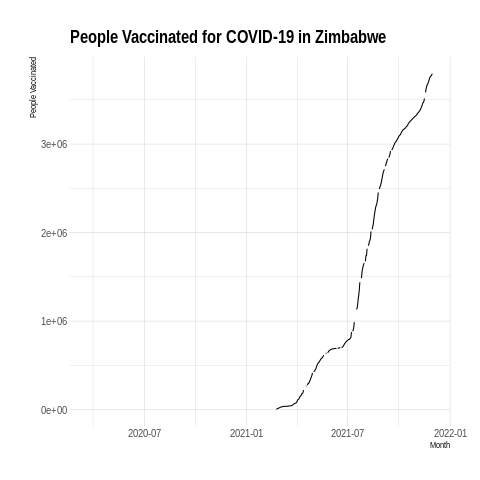 People Vaccinated for COVID-19 in Zimbabwe
People Vaccinated
3e+06
2e+06
1e+06
0e+00
2020-07
2021-01
2021-07
2022-01
Month